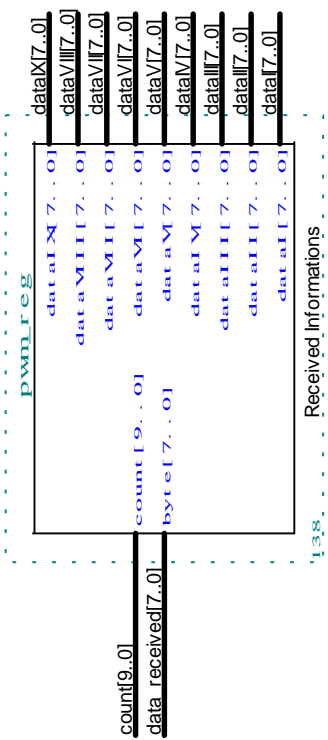 pwm_reg
dataIX[7..0] dataIX[7..0]
dataVIII[7..0] dataVIII[7..0]
dataVII[7..0] dataVII[7..0]
count[9..0] count[9..0] dataVI[7..0] dataVI[7..0]
data_received[7..0] byte[7..0] dataV[7..0] dataV[7..0]
dataIV[7..0] dataIV[7..0]
dataIII[7..0] dataIII[7..0]
dataII[7..0] dataII[7..0]
dataI[7..0] dataI[7..0]
Received Informations
138